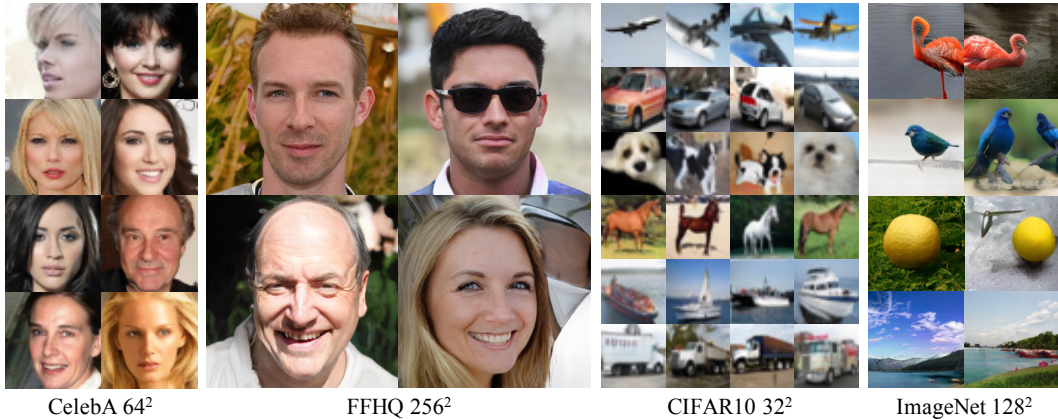 CelebA 64²
FFHQ 256²
CIFAR10 32²
ImageNet 128²